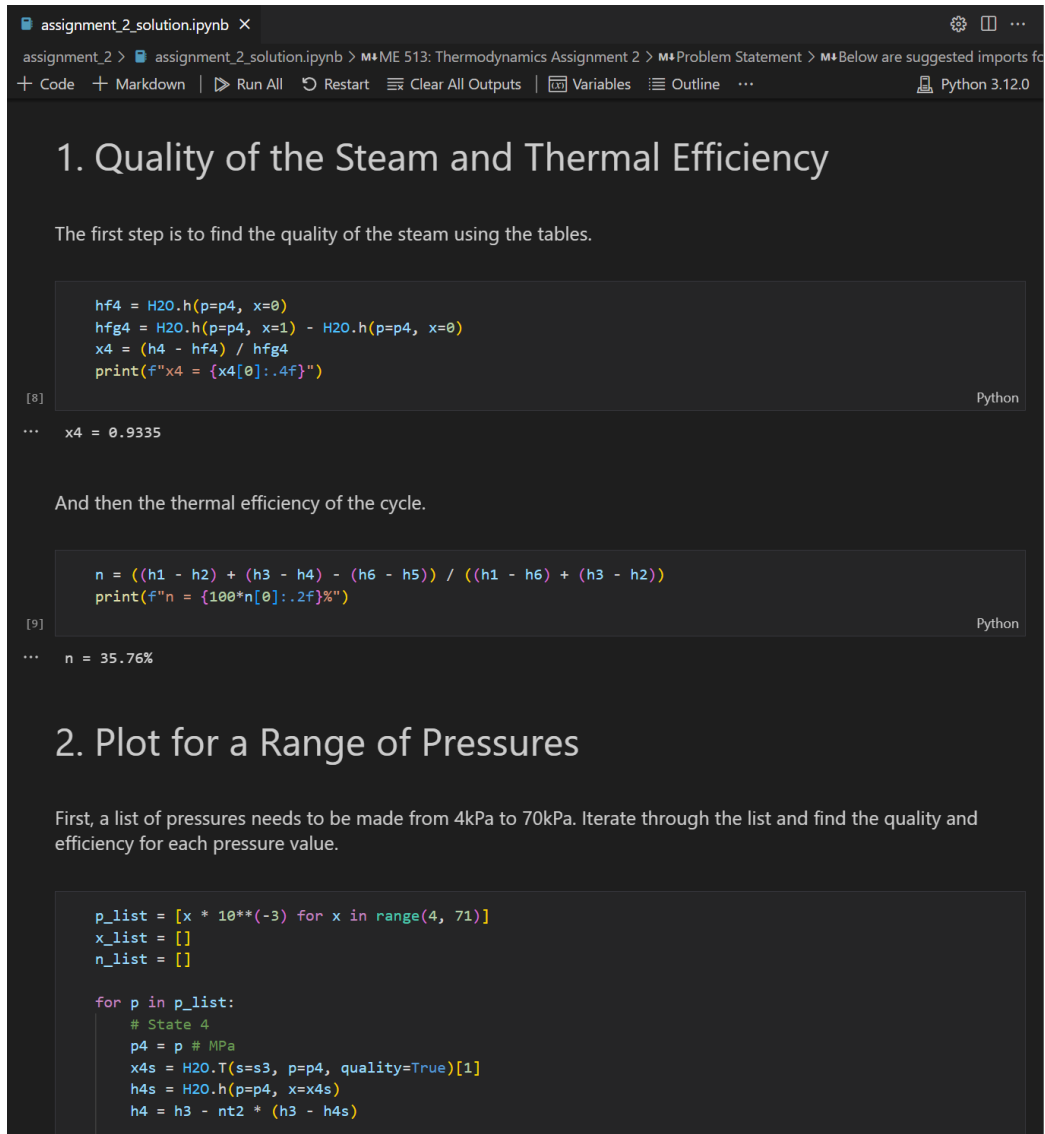 assignment_2_solution.ipynb ×
assignment_2 > assignment_2_solution.ipynb > M↓ME 513: Thermodynamics Assignment 2 > M↓Problem Statement > M↓Below are suggested imports fo
+ Code + Markdown | Run All Restart Clear All Outputs | Variables Outline ··· Python 3.12.0
1. Quality of the Steam and Thermal Efficiency
The first step is to find the quality of the steam using the tables.
hf4 = H2O.h(p=p4, x=0)
hfg4 = H2O.h(p=p4, x=1) - H2O.h(p=p4, x=0)
x4 = (h4 - hf4) / hfg4
print(f"x4 = {x4[0]:.4f}")
[8] Python
··· x4 = 0.9335
And then the thermal efficiency of the cycle.
n = ((h1 - h2) + (h3 - h4) - (h6 - h5)) / ((h1 - h6) + (h3 - h2))
print(f"n = {100*n[0]:.2f}%")
[9] Python
··· n = 35.76%
2. Plot for a Range of Pressures
First, a list of pressures needs to be made from 4kPa to 70kPa. Iterate through the list and find the quality and
efficiency for each pressure value.
p_list = [x * 10**(-3) for x in range(4, 71)]
x_list = []
n_list = []
for p in p_list:
# State 4
p4 = p # MPa
x4s = H2O.T(s=s3, p=p4, quality=True)[1]
h4s = H2O.h(p=p4, x=x4s)
h4 = h3 - nt2 * (h3 - h4s)